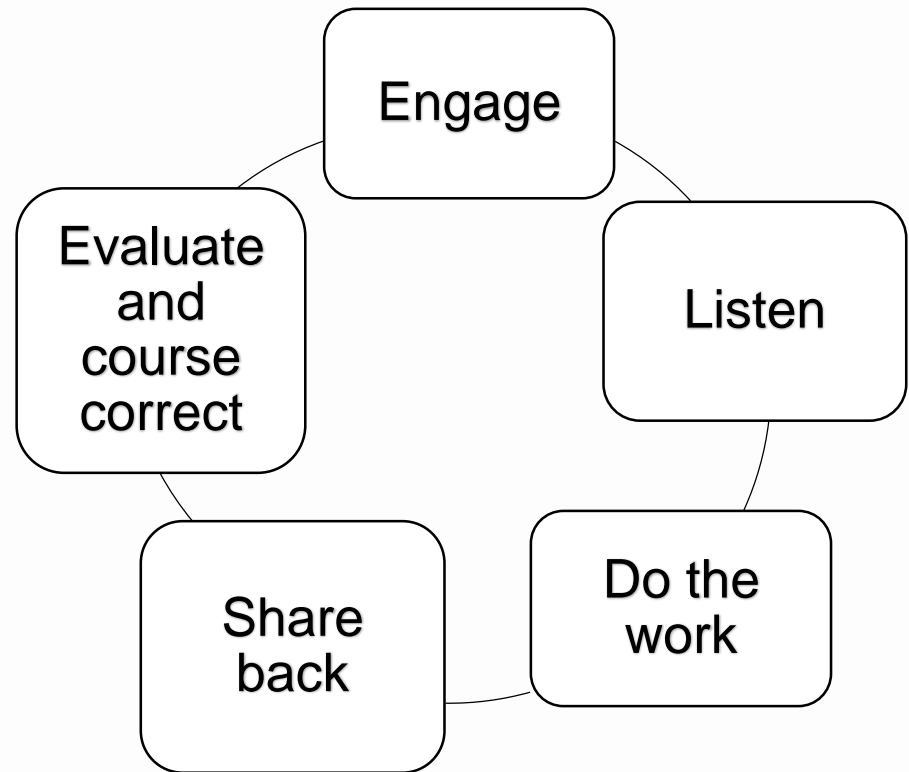 Engage
Listen
Do the
work
Share
back
Evaluate
and
course
correct